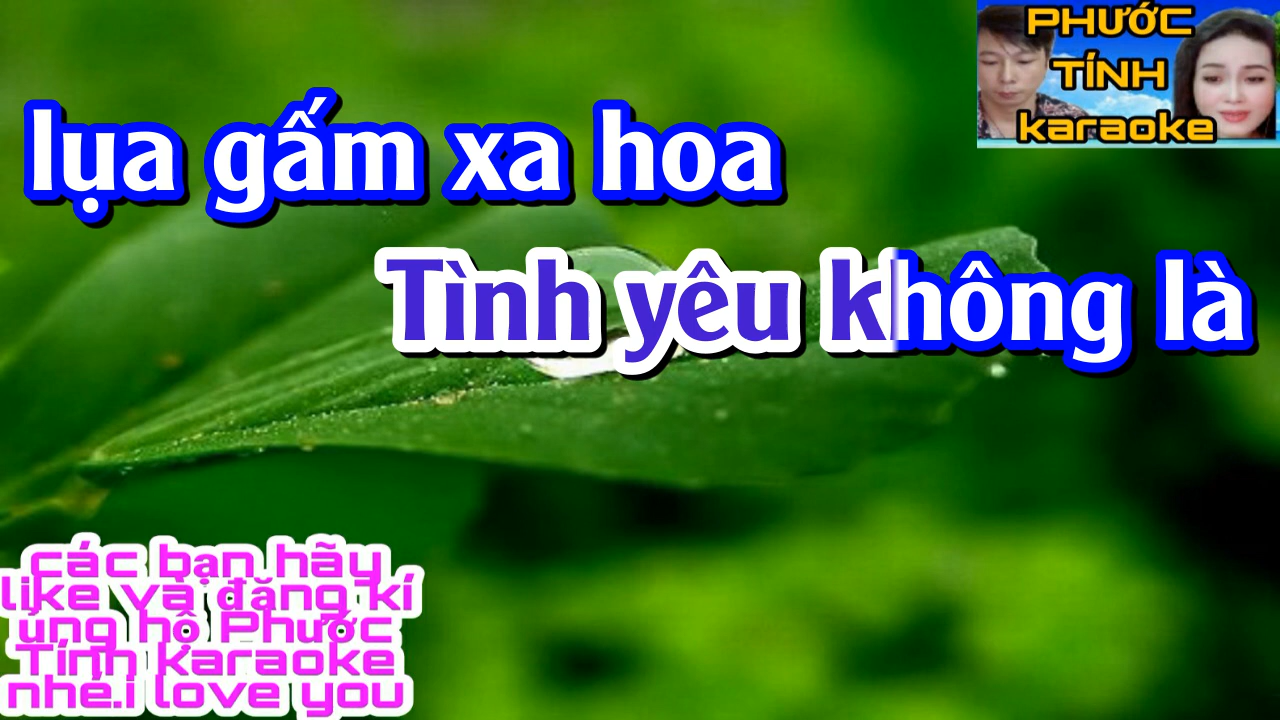 PHƯỚC
TÍNH
karaoke
lụa gấm xa hoa
Tình yêu không là
các bạn hãy
like và đăng kí
ủng hộ Phước
Tính Karaoke
nhé.i love you